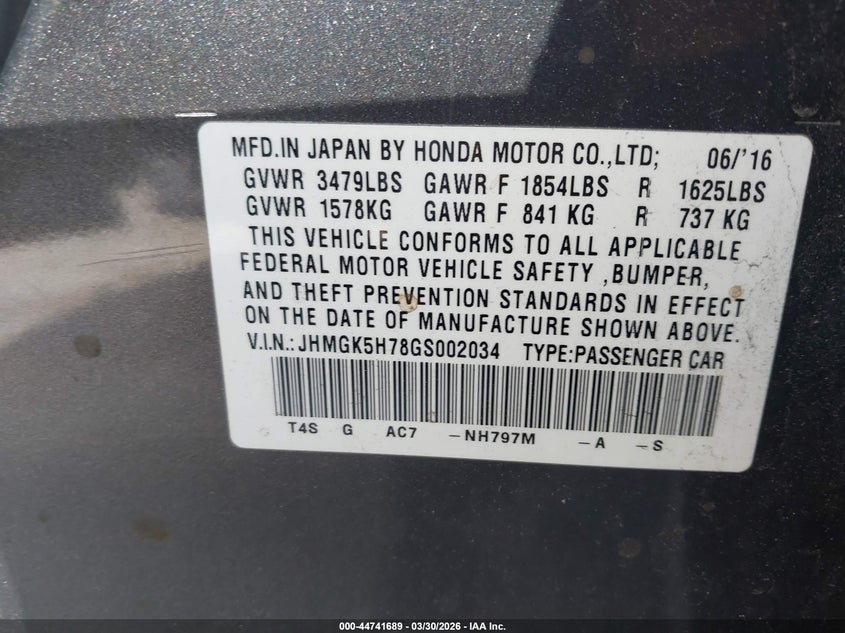 MFD.IN JAPAN BY HONDA MOTOR CO.,LTD; 06/'16
GVWR 3479LBS GAWR F 1854LBS R 1625LBS
GVWR 1578KG GAWR F 841 KG R 737 KG
THIS VEHICLE CONFORMS TO ALL APPLICABLE
FEDERAL MOTOR VEHICLE SAFETY ,BUMPER,
AND THEFT PREVENTION STANDARDS IN EFFECT
ON THE DATE OF MANUFACTURE SHOWN ABOVE.
V.I.N.: JHMGK5H78GS002034 TYPE:PASSENGER CAR
T4S G AC7 -NH797M -A -S
000-44741689 - 03/30/2026 - IAA Inc.